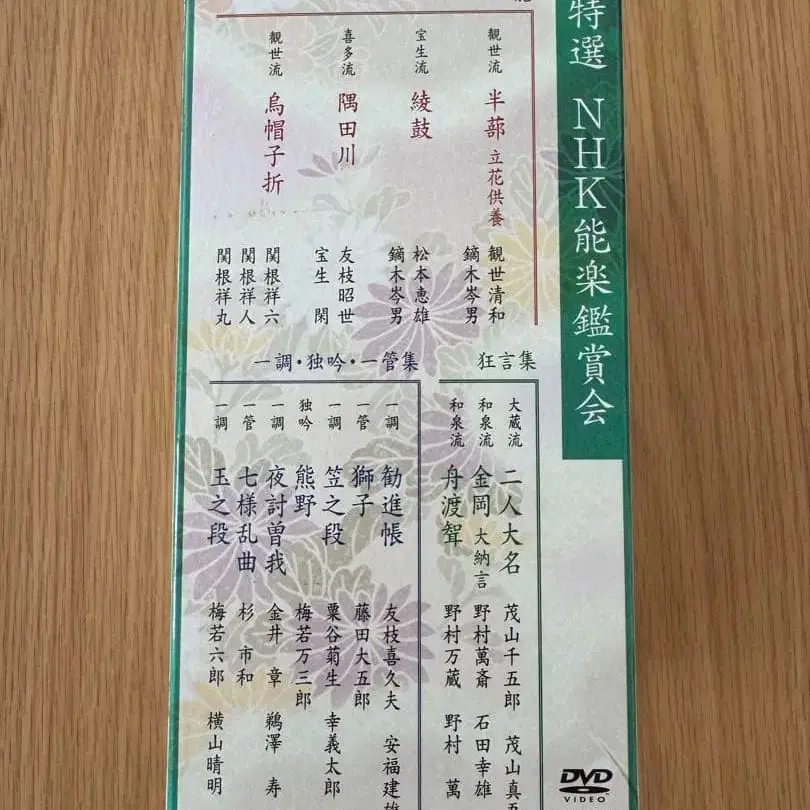 特選 NHK能楽鑑賞会
能
観世流 半蔀 立花供養 観世清和
鏑木岑男
宝生流 綾鼓 松本恵雄
鏑木岑男
喜多流 隅田川 友枝昭世
宝生 閑
観世流 烏帽子折 関根祥六
関根祥人
関根祥丸
狂言集
大蔵流 二人大名 茂山千五郎 茂山真吾
和泉流 金岡 大納言 野村萬斎 石田幸雄
和泉流 舟渡聟 野村万蔵 野村 萬
一調・独吟・一管集
一調 勧進帳 友枝喜久夫 安福建雄
一管 獅子 藤田大五郎
一調 笠之段 粟谷菊生 幸義太郎
独吟 熊野 梅若万三郎
一調 夜討曽我 金井 章 鵜澤 寿
一管 七様乱曲 杉 市和
一調 玉之段 梅若六郎 横山晴明
DVD
VIDEO